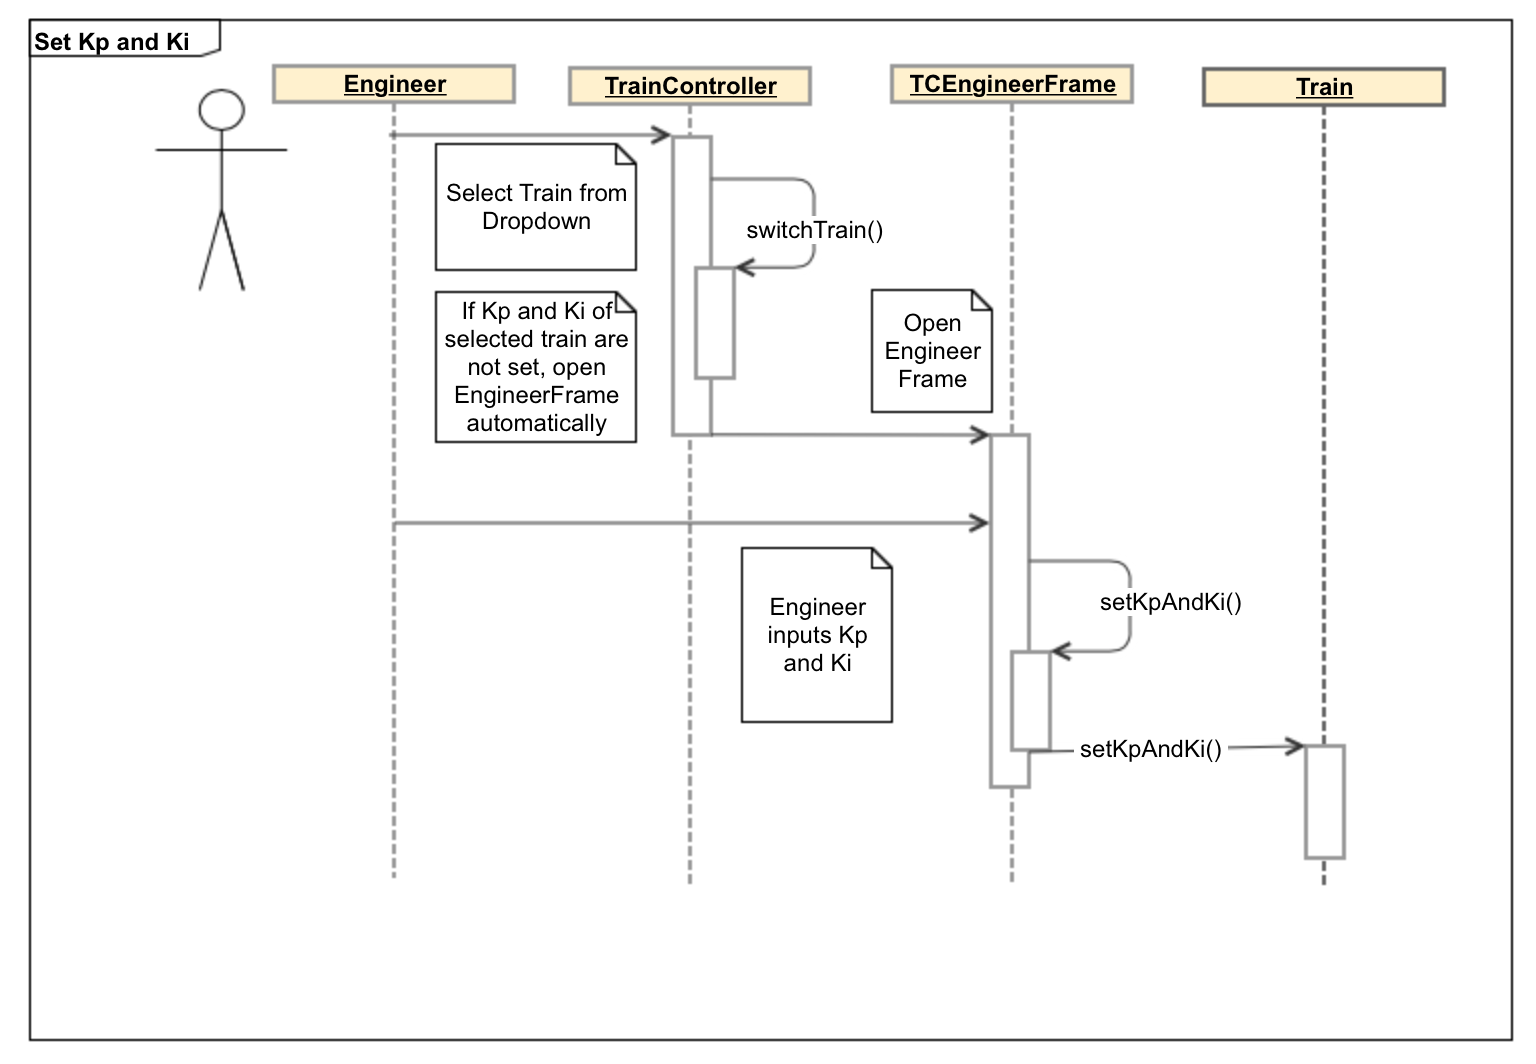 Set Kp and Ki
Engineer
TrainController
TCEngineerFrame
Train
Select Train from
Dropdown
switchTrain()
If Kp and Ki of
selected train are
not set, open
EngineerFrame
automatically
Open
Engineer
Frame
Engineer
inputs Kp
and Ki
setKpAndKi()
setKpAndKi()